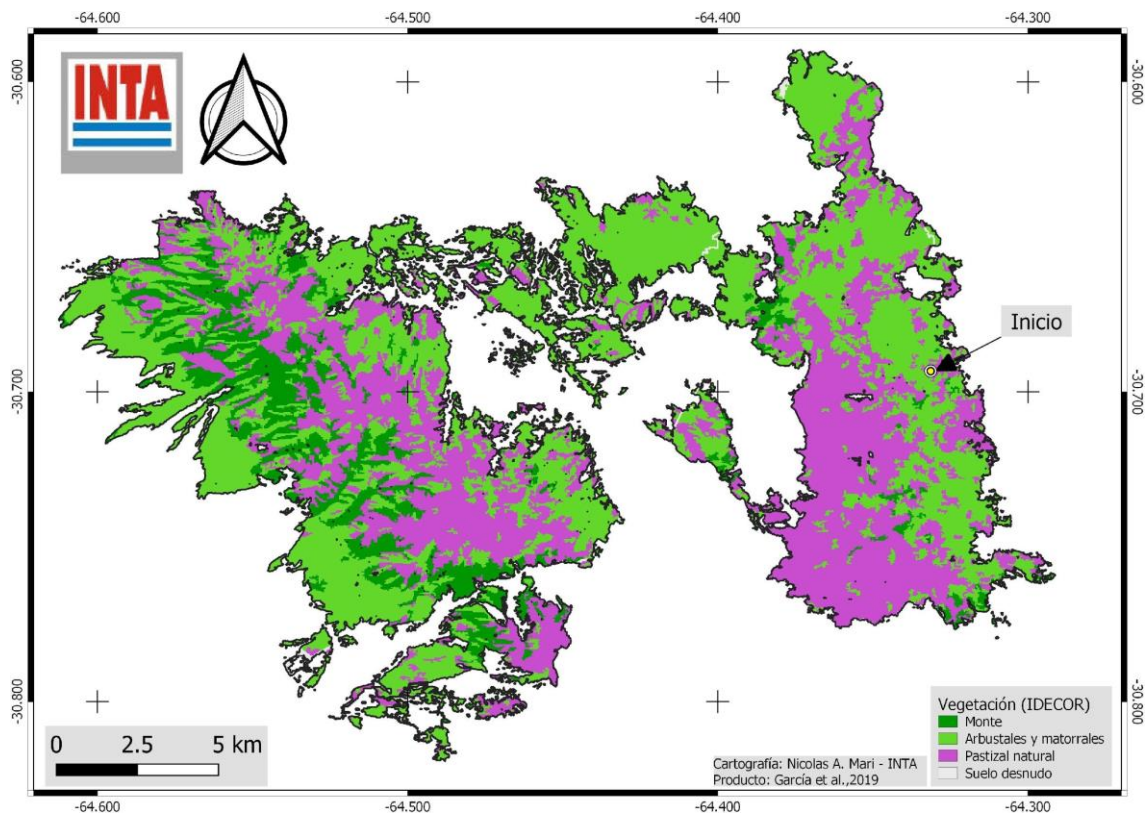 -64.600
-64.500
-64.400
-64.300
-30.600
-30.600
INTA
Inicio
-30.700
-30.700
-30.800
-30.800
0 2.5 5 km
Vegetación (IDECOR)
Monte
Arbustales y matorrales
Pastizal natural
Suelo desnudo
Cartografía: Nicolas A. Mari - INTA
Producto: García et al.,2019
-64.600
-64.500
-64.400
-64.300